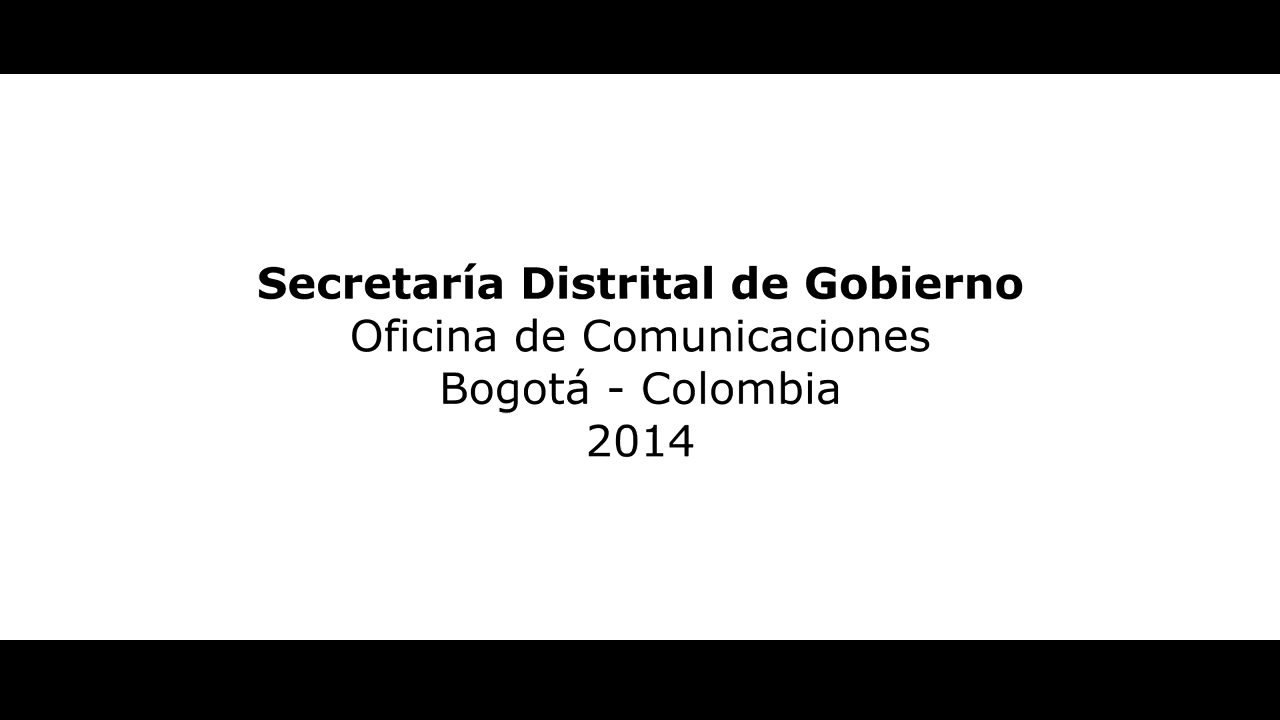 Secretaría Distrital de Gobierno
Oficina de Comunicaciones
Bogotá - Colombia
2014